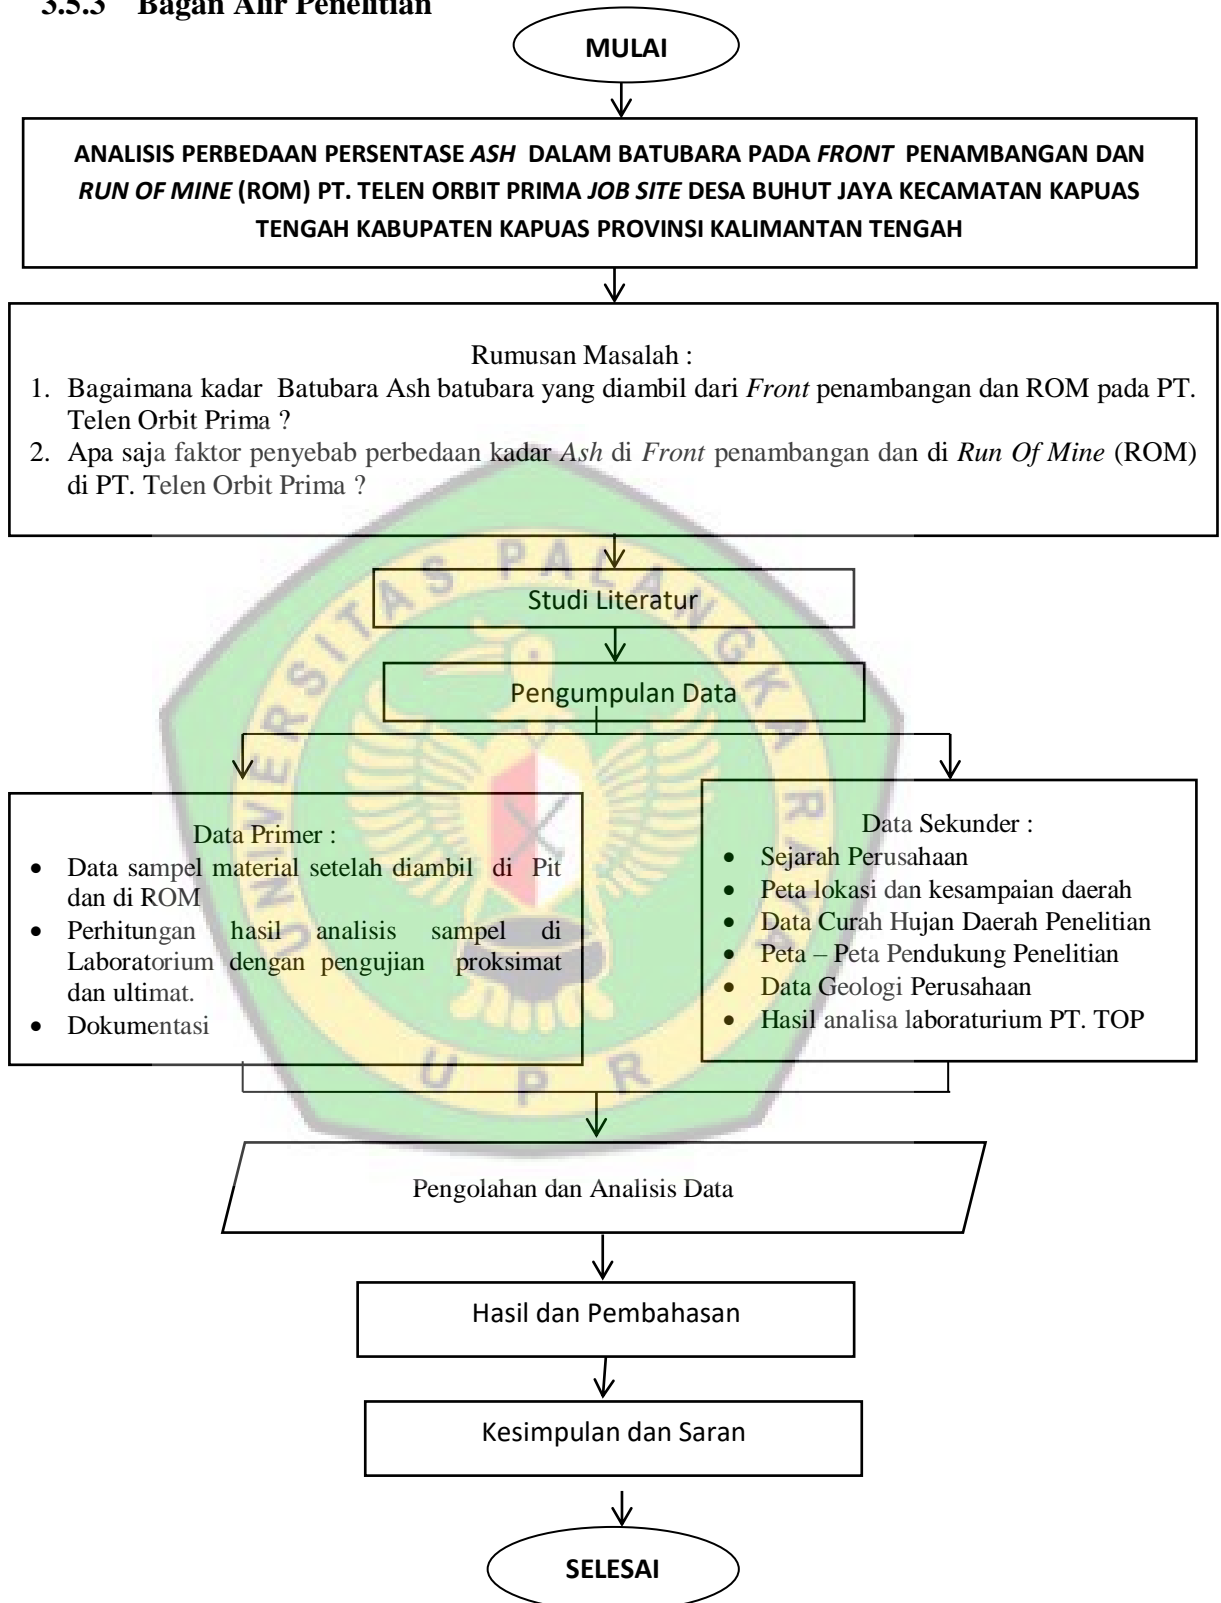 3.5.3 Bagan Alir Penelitian
MULAI
ANALISIS PERBEDAAN PERSENTASE ASH DALAM BATUBARA PADA FRONT PENAMBANGAN DAN
RUN OF MINE (ROM) PT. TELEN ORBIT PRIMA JOB SITE DESA BUHUT JAYA KECAMATAN KAPUAS
TENGAH KABUPATEN KAPUAS PROVINSI KALIMANTAN TENGAH
Rumusan Masalah :
1. Bagaimana kadar Batubara Ash batubara yang diambil dari Front penambangan dan ROM pada PT.
Telen Orbit Prima ?
2. Apa saja faktor penyebab perbedaan kadar Ash di Front penambangan dan di Run Of Mine (ROM)
di PT. Telen Orbit Prima ?
Studi Literatur
Pengumpulan Data
Data Primer :
• Data sampel material setelah diambil di Pit
dan di ROM
• Perhitungan hasil analisis sampel di
Laboratorium dengan pengujian proksimat
dan ultimat.
• Dokumentasi
Data Sekunder :
• Sejarah Perusahaan
• Peta lokasi dan kesampaian daerah
• Data Curah Hujan Daerah Penelitian
• Peta – Peta Pendukung Penelitian
• Data Geologi Perusahaan
• Hasil analisa laboraturium PT. TOP
Pengolahan dan Analisis Data
Hasil dan Pembahasan
Kesimpulan dan Saran
SELESAI
UNIVERSITAS PALANGKA RAYA
UPR